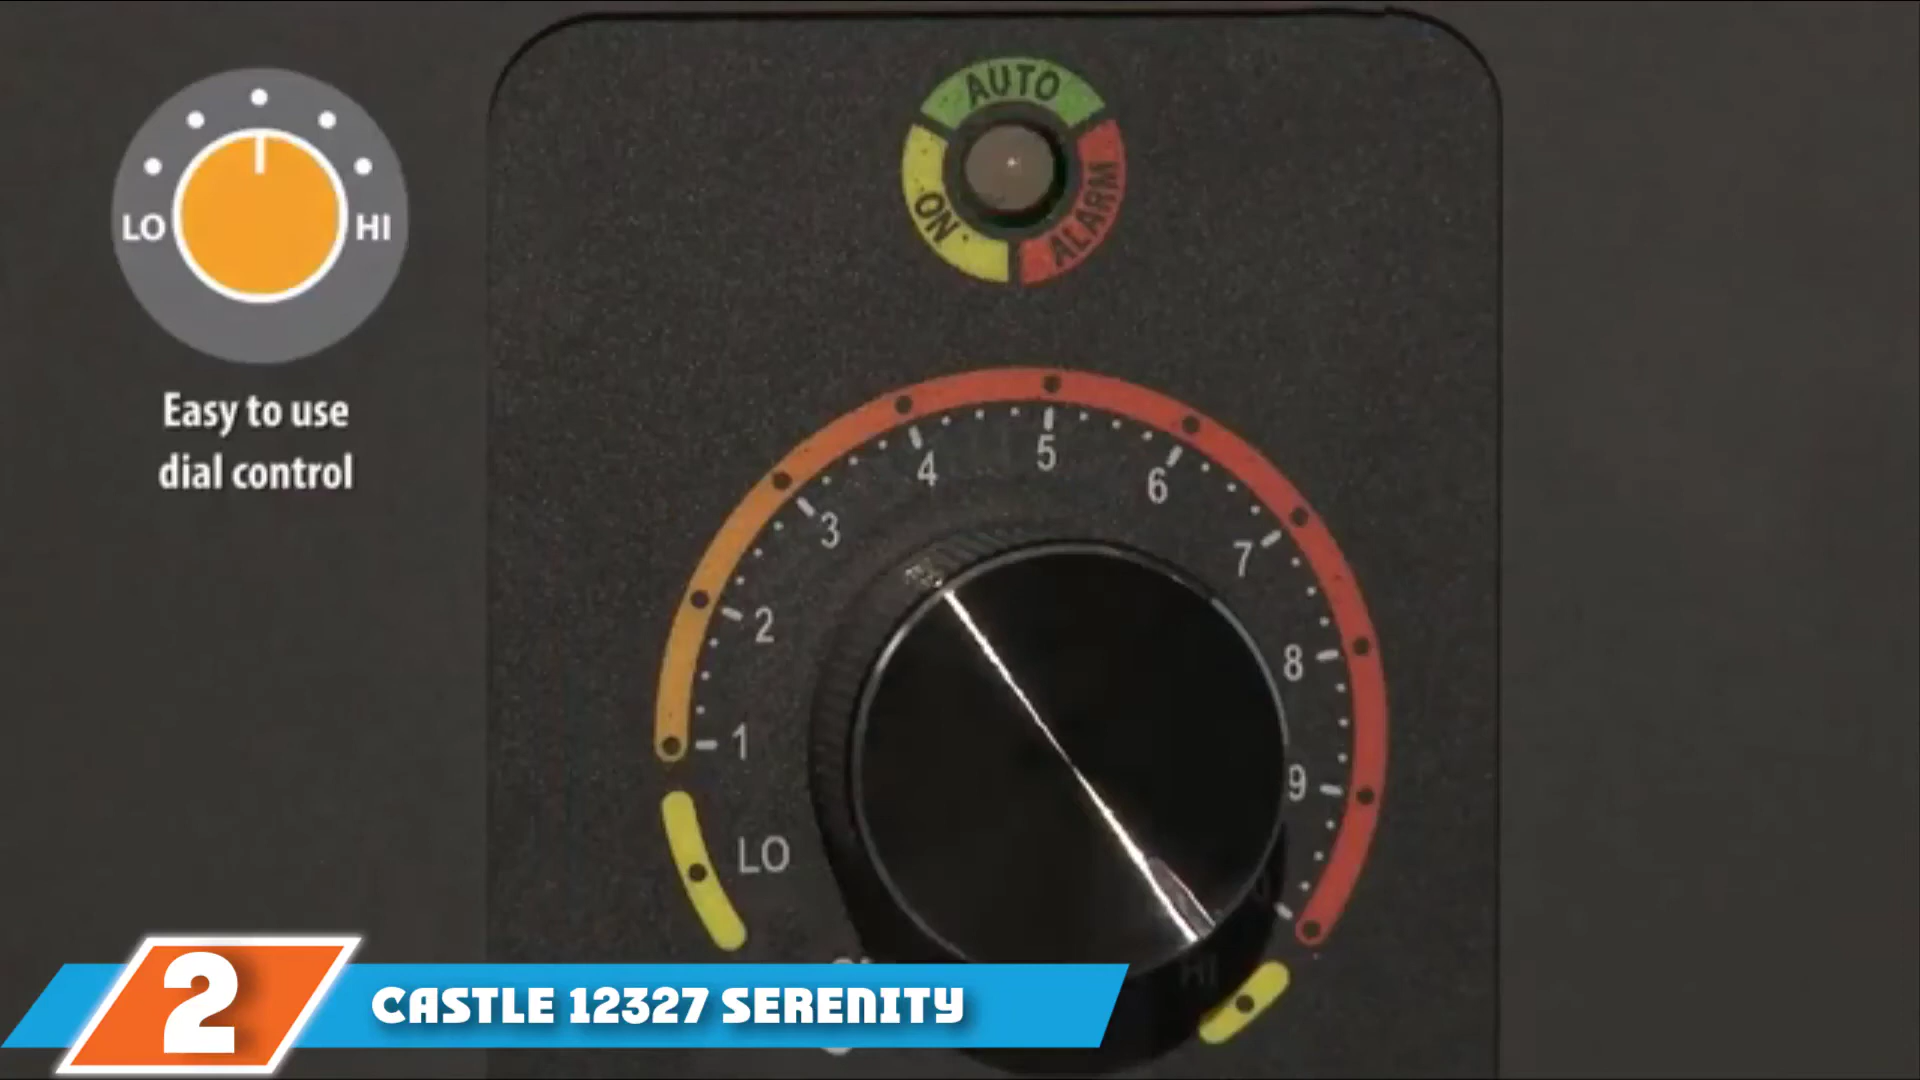 AUTO
ON
ALARM
LO HI
Easy to use
dial control
4 5 6
3 7
2 8
1 9
LO
HI
2 CASTLE 12327 SERENITY